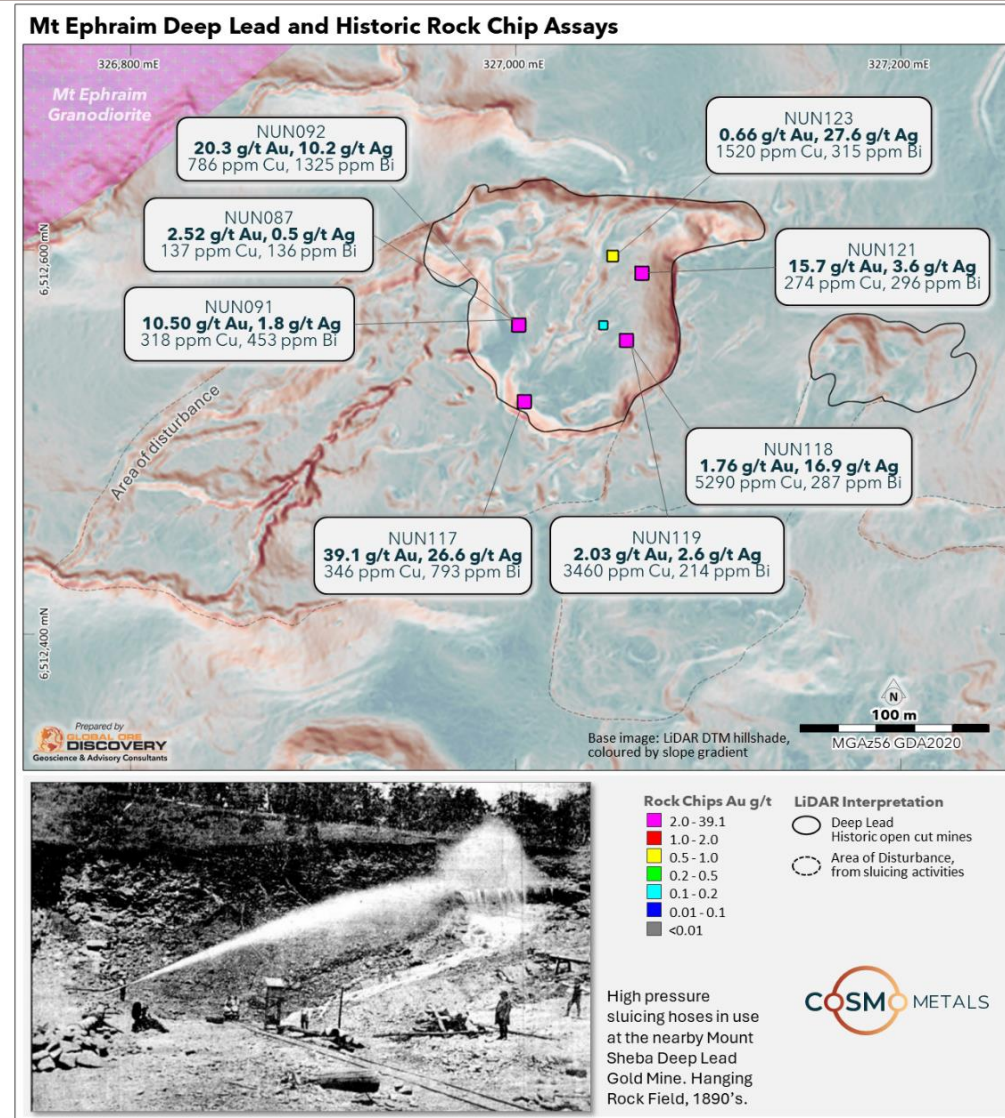 Mt Ephraim Deep Lead and Historic Rock Chip Assays
326,800 mE
327,000 mE
327,200 mE
Mt Ephraim
Granodiorite
NUN092
20.3 g/t Au, 10.2 g/t Ag
786 ppm Cu, 1325 ppm Bi
NUN123
0.66 g/t Au, 27.6 g/t Ag
1520 ppm Cu, 315 ppm Bi
NUN087
2.52 g/t Au, 0.5 g/t Ag
137 ppm Cu, 136 ppm Bi
6,512,600 mN
NUN121
15.7 g/t Au, 3.6 g/t Ag
274 ppm Cu, 296 ppm Bi
NUN091
10.50 g/t Au, 1.8 g/t Ag
318 ppm Cu, 453 ppm Bi
Area of disturbance
NUN118
1.76 g/t Au, 16.9 g/t Ag
5290 ppm Cu, 287 ppm Bi
NUN117
39.1 g/t Au, 26.6 g/t Ag
346 ppm Cu, 793 ppm Bi
NUN119
2.03 g/t Au, 2.6 g/t Ag
3460 ppm Cu, 214 ppm Bi
6,512,400 mN
N
100 m
MGAz56 GDA2020
Base image: LiDAR DTM hillshade,
coloured by slope gradient
Prepared by
GLOBAL ORE
DISCOVERY
Geoscience & Advisory Consultants
Rock Chips Au g/t
2.0 - 39.1
1.0 - 2.0
0.5 - 1.0
0.2 - 0.5
0.1 - 0.2
0.01 - 0.1
<0.01
LiDAR Interpretation
Deep Lead
Historic open cut mines
Area of Disturbance,
from sluicing activities
High pressure
sluicing hoses in use
at the nearby Mount
Sheba Deep Lead
Gold Mine. Hanging
Rock Field, 1890's.
COSMO METALS